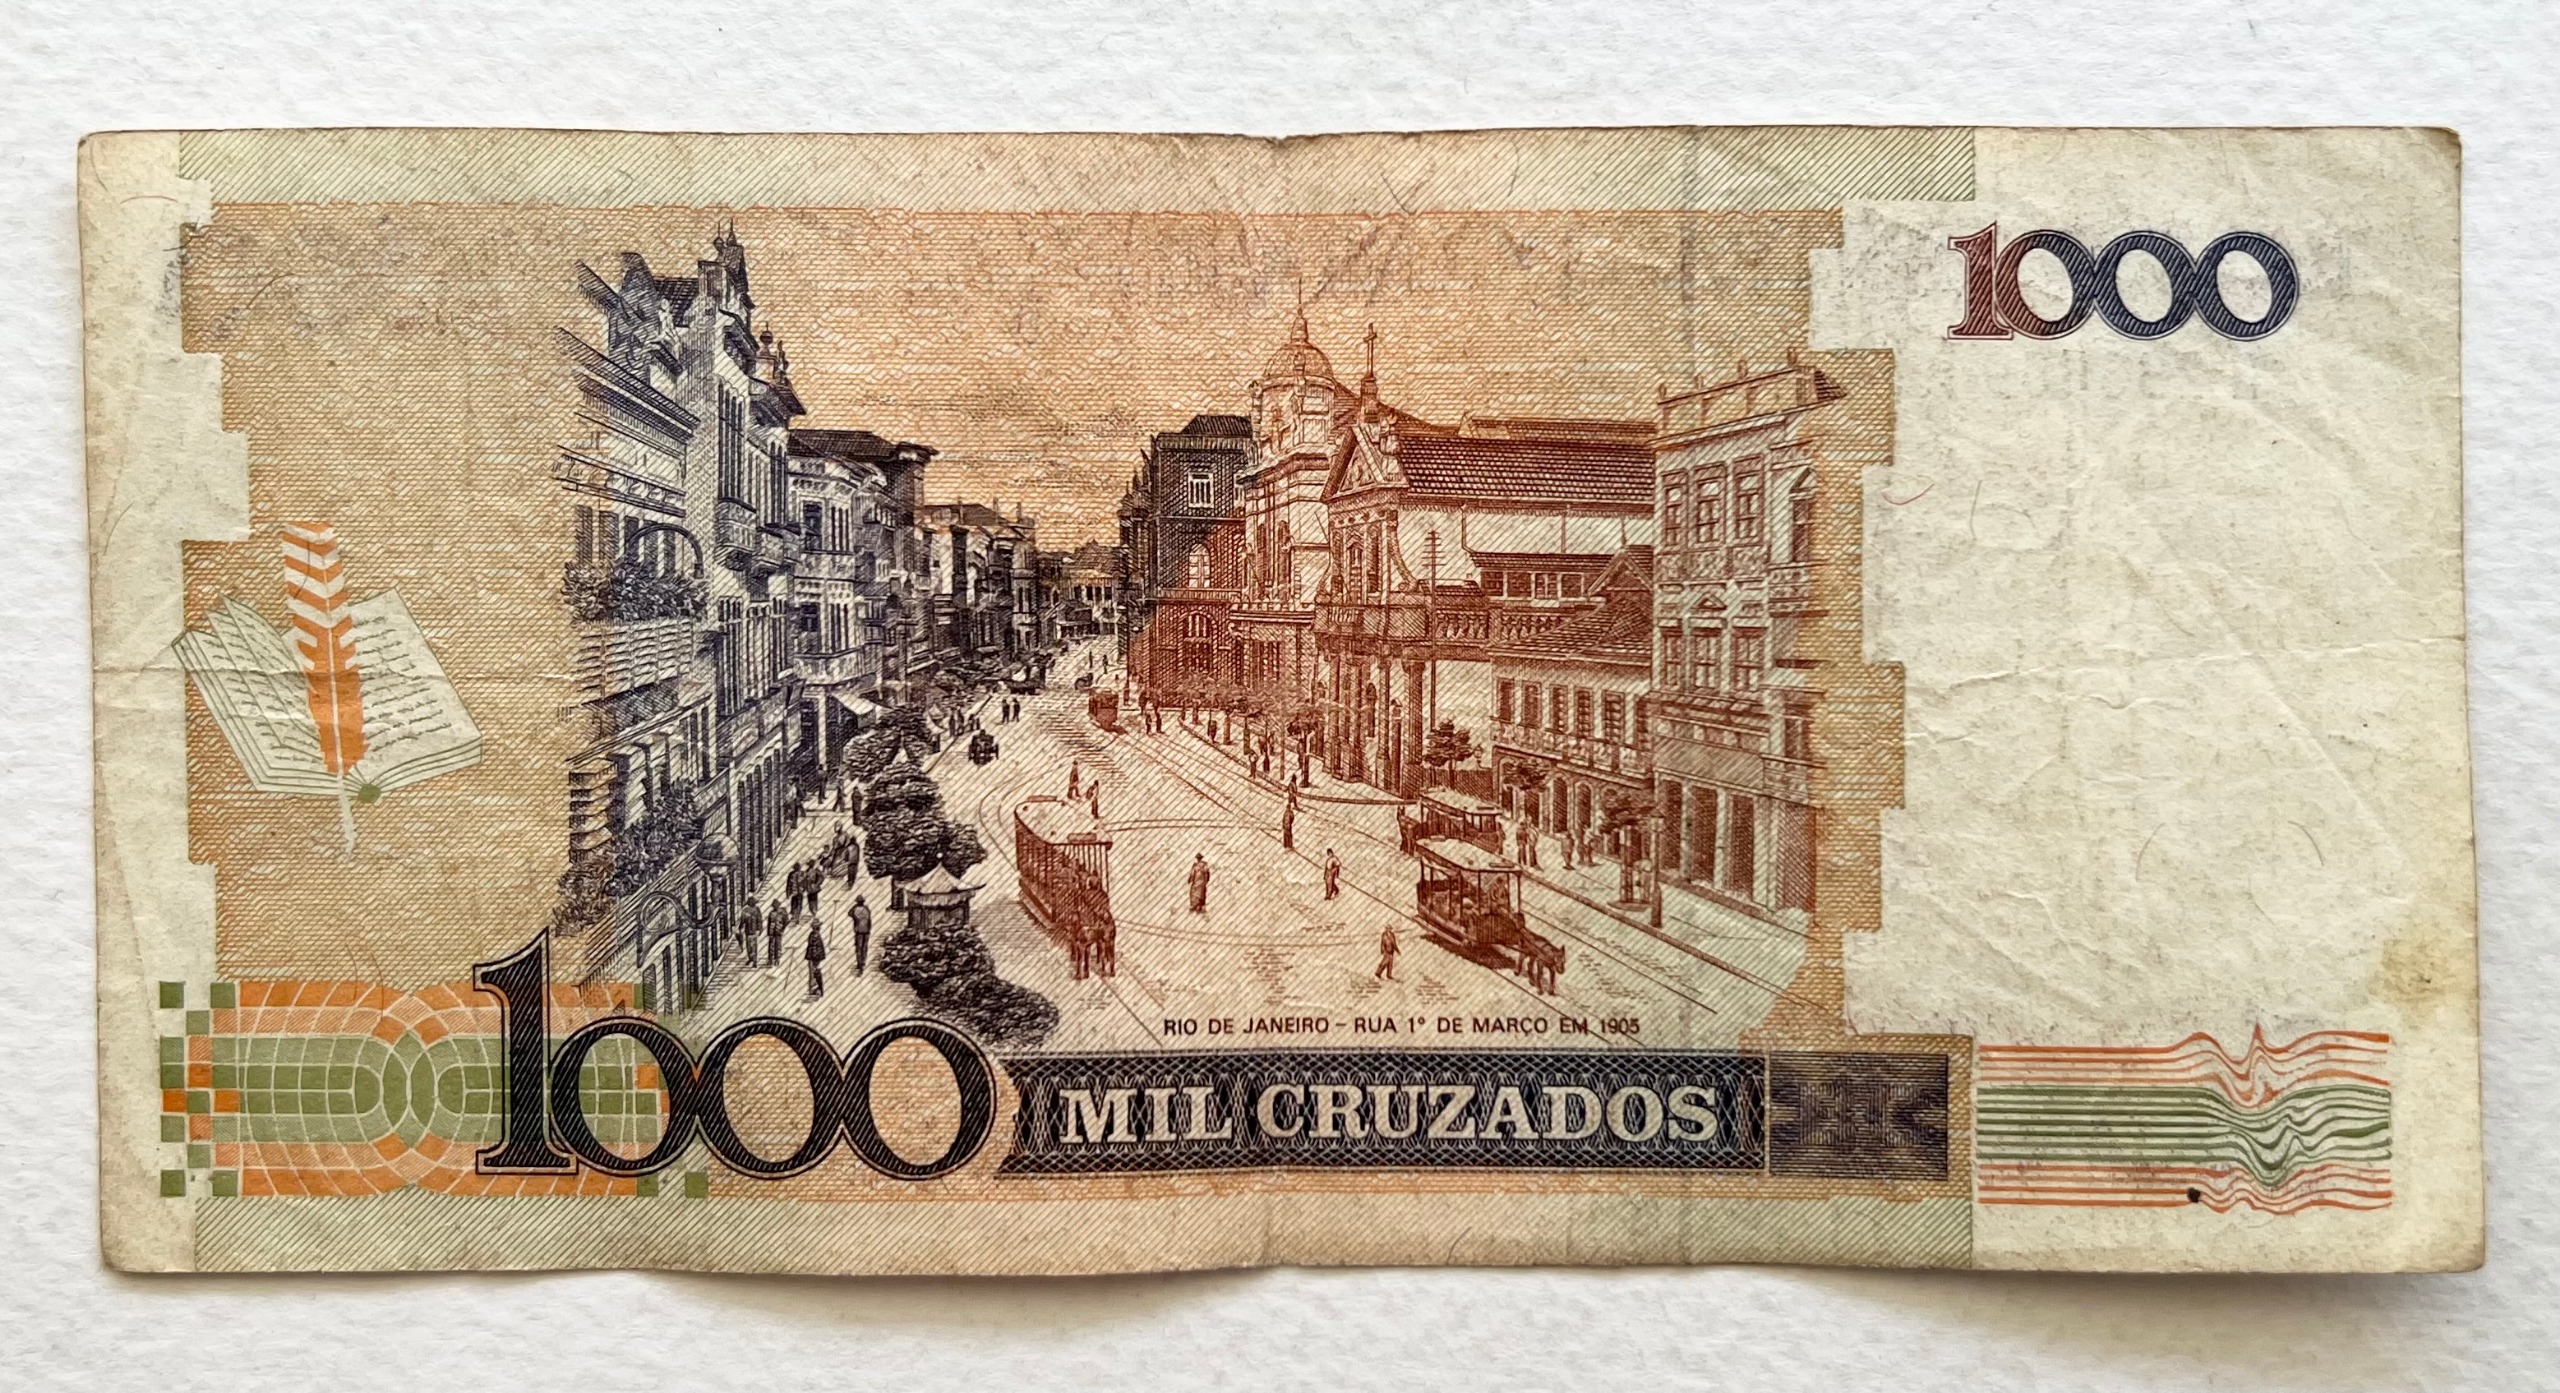 1000
RIO DE JANEIRO - RUA 1º DE MARÇO EM 1905
1000 MIL CRUZADOS